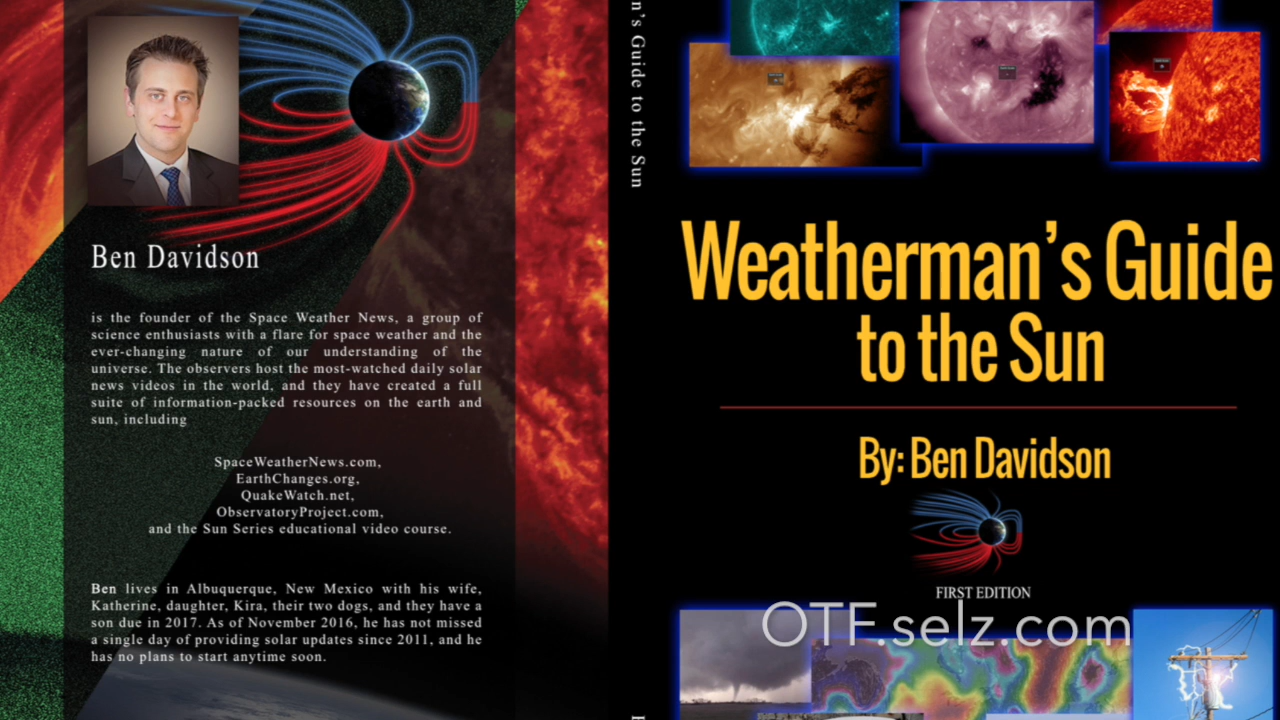 Ben Davidson
is the founder of the Space Weather News, a group of
science enthusiasts with a flare for space weather and the
ever-changing nature of our understanding of the
universe. The observers host the most-watched daily solar
news videos in the world, and they have created a full
suite of information-packed resources on the earth and
sun, including
SpaceWeatherNews.com,
EarthChanges.org,
QuakeWatch.net,
ObservatoryProject.com,
and the Sun Series educational video course.
Ben lives in Albuquerque, New Mexico with his wife,
Katherine, daughter, Kira, their two dogs, and they have a
son due in 2017. As of November 2016, he has not missed
a single day of providing solar updates since 2011, and he
has no plans to start anytime soon.
n's Guide to the Sun
Weatherman's Guide
to the Sun
By: Ben Davidson
FIRST EDITION
OTF.selz.com